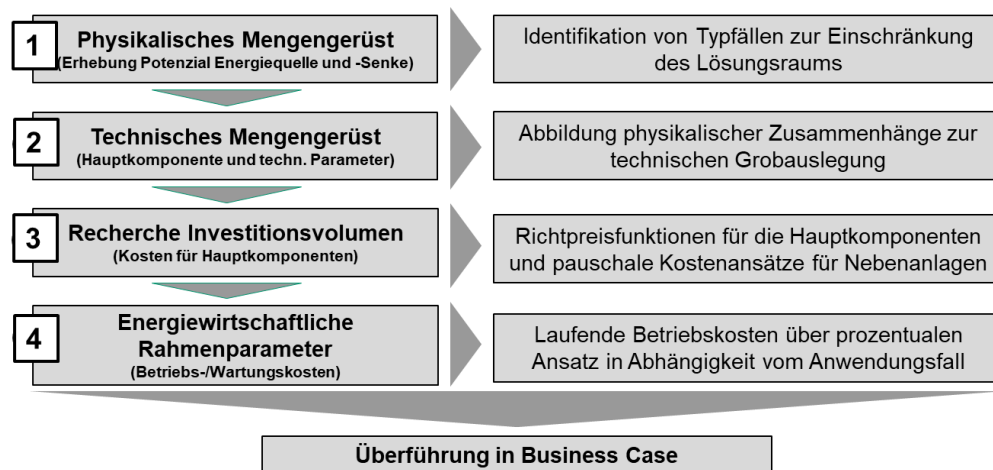 1
Physikalisches Mengengerüst
(Erhebung Potenzial Energiequelle und -Senke)
Identifikation von Typfällen zur Einschränkung
des Lösungsraums
2
Technisches Mengengerüst
(Hauptkomponente und techn. Parameter)
Abbildung physikalischer Zusammenhänge zur
technischen Grobauslegung
3
Recherche Investitionsvolumen
(Kosten für Hauptkomponenten)
Richtpreisfunktionen für die Hauptkomponenten
und pauschale Kostenansätze für Nebenanlagen
4
Energiewirtschaftliche
Rahmenparameter
(Betriebs-/Wartungskosten)
Laufende Betriebskosten über prozentualen
Ansatz in Abhängigkeit vom Anwendungsfall
Überführung in Business Case